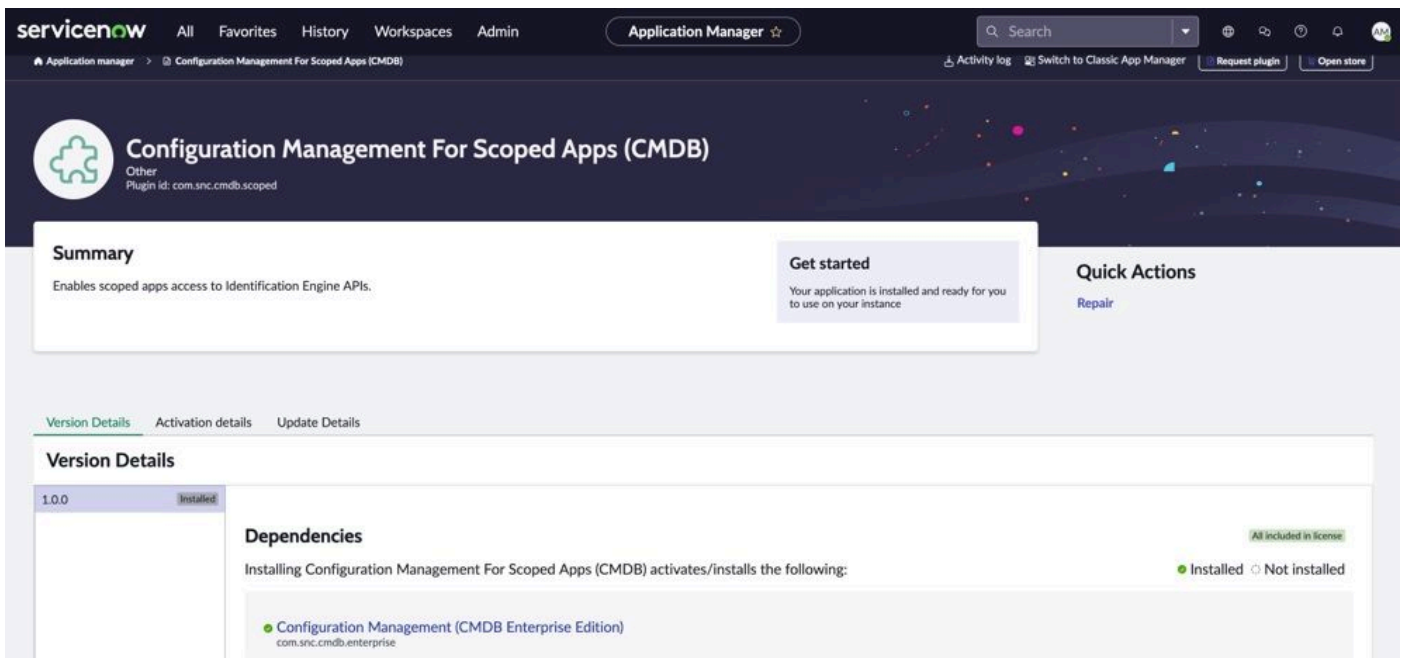 servicenow All Favorites History Workspaces Admin Application Manager Search AM
Application manager > Configuration Management For Scoped Apps (CMDB) Activity log Switch to Classic App Manager Request plugin Open store
Configuration Management For Scoped Apps (CMDB)
Other
Plugin id: com.snc.cmdb.scoped
Summary
Enables scoped apps access to Identification Engine APIs.
Get started
Your application is installed and ready for you
to use on your instance
Quick Actions
Repair
Version Details Activation details Update Details
Version Details
1.0.0 Installed
Dependencies All included in license
Installing Configuration Management For Scoped Apps (CMDB) activates/installs the following: Installed Not installed
Configuration Management (CMDB Enterprise Edition)
com.snc.cmdb.enterprise